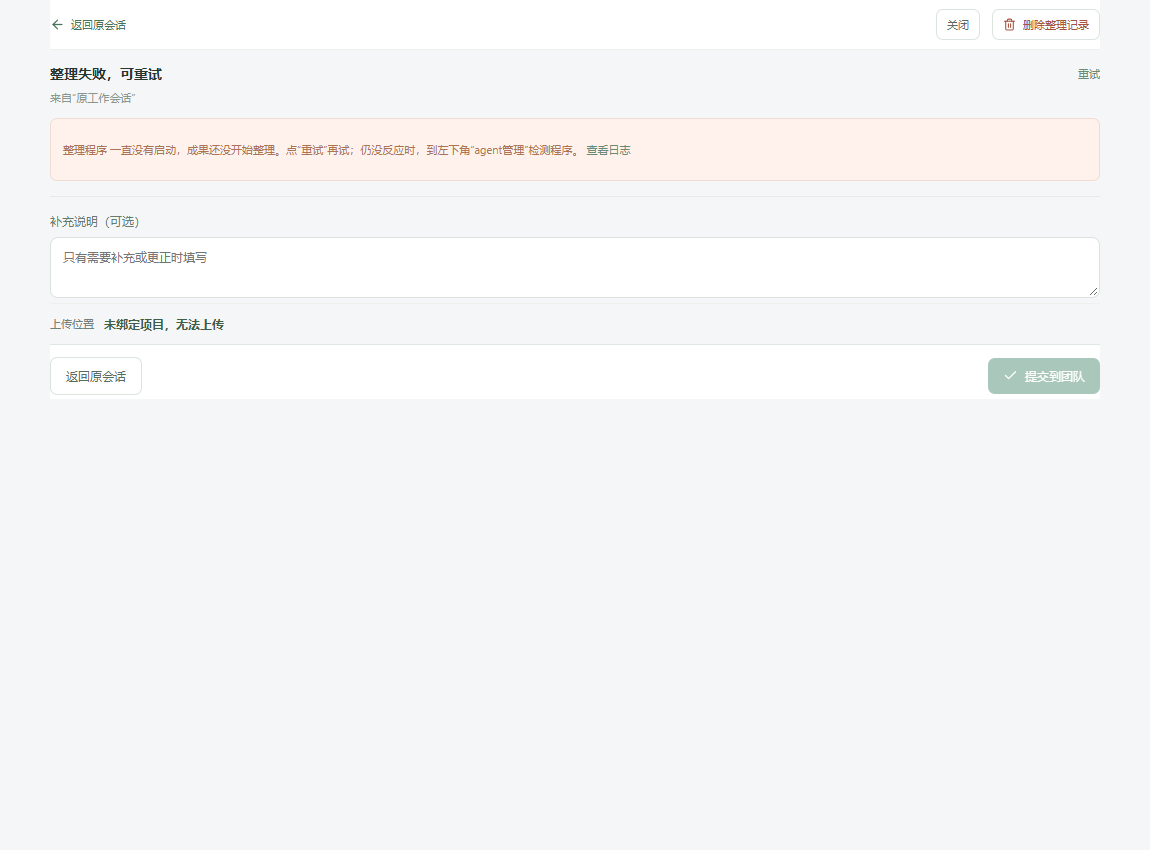 返回原会话
关闭
删除整理记录
整理失败，可重试
重试
来自“原工作会话”
整理程序 一直没有启动，成果还没开始整理。点“重试”再试；仍没反应时，到左下角“agent管理”检测程序。 查看日志
补充说明（可选）
只有需要补充或更正时填写
上传位置 未绑定项目，无法上传
返回原会话
提交到团队